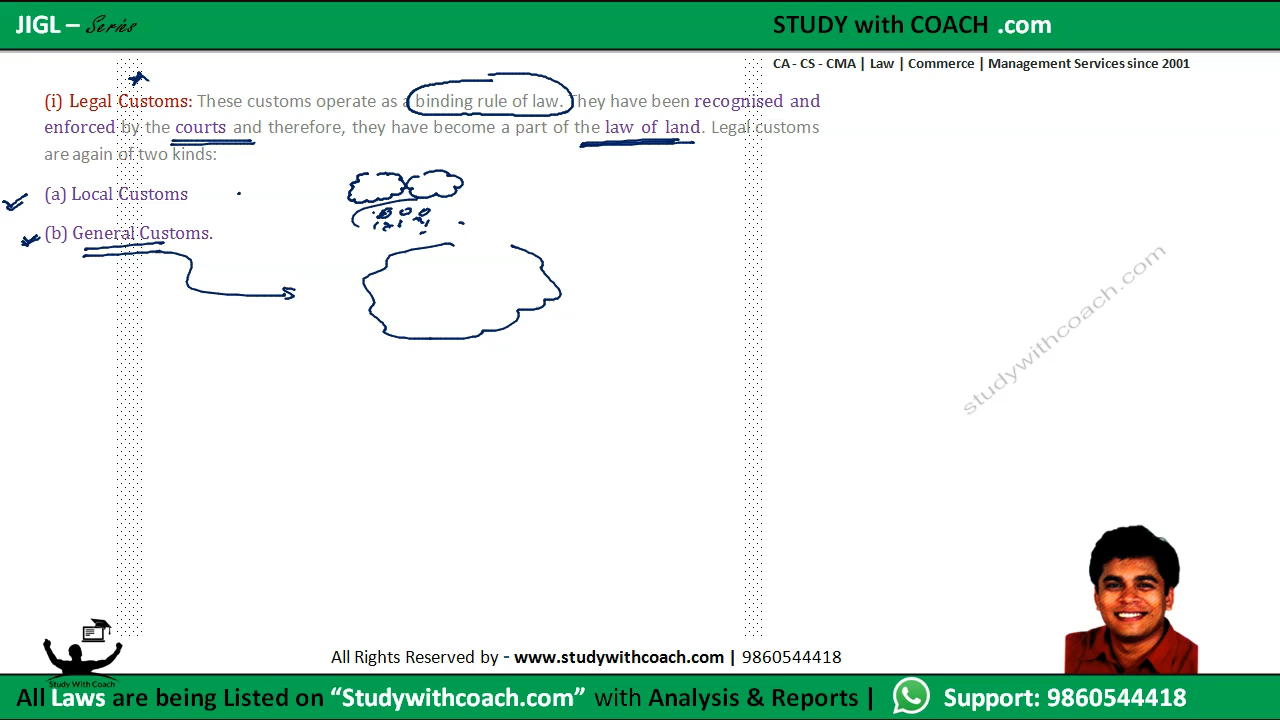 JIGL – Series
STUDY with COACH .com
CA - CS - CMA | Law | Commerce | Management Services since 2001
(i) Legal Customs: These customs operate as a binding rule of law. They have been recognised and
enforced by the courts and therefore, they have become a part of the law of land. Legal customs
are again of two kinds:
(a) Local Customs
(b) General Customs.
studywithcoach.com
Study With Coach
All Rights Reserved by - www.studywithcoach.com | 9860544418
All Laws are being Listed on “Studywithcoach.com” with Analysis & Reports |
Support: 9860544418